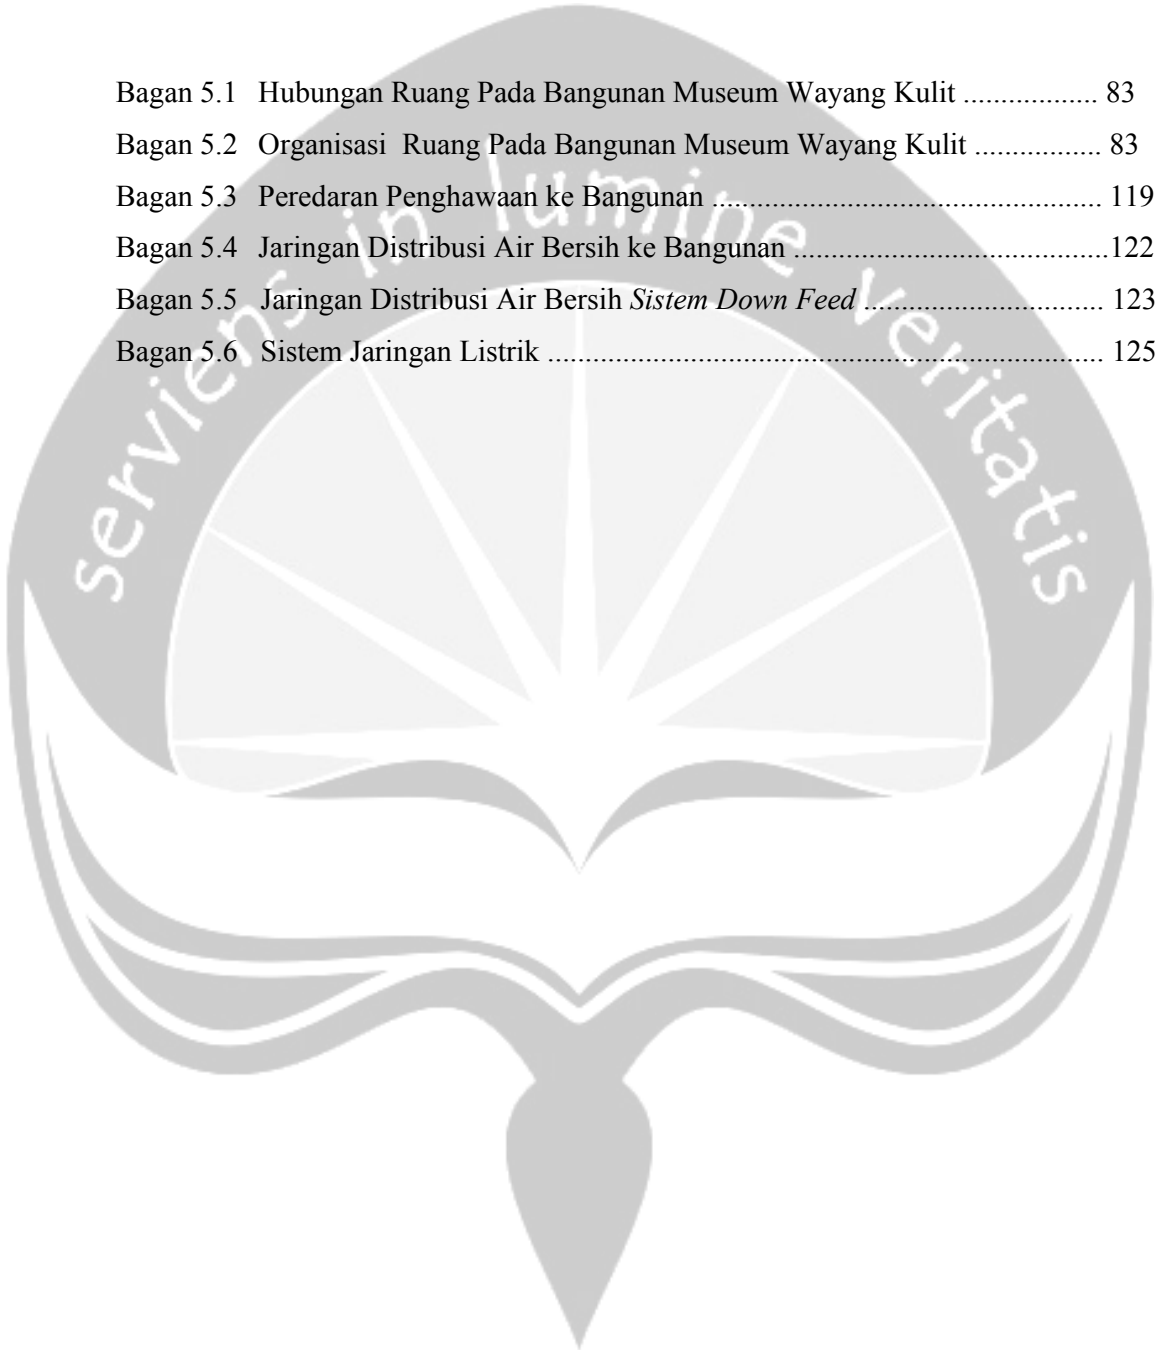 Bagan 5.1 Hubungan Ruang Pada Bangunan Museum Wayang Kulit .................. 83
Bagan 5.2 Organisasi Ruang Pada Bangunan Museum Wayang Kulit ................. 83
Bagan 5.3 Peredaran Penghawaan ke Bangunan .................................................... 119
Bagan 5.4 Jaringan Distribusi Air Bersih ke Bangunan ..........................................122
Bagan 5.5 Jaringan Distribusi Air Bersih Sistem Down Feed ................................ 123
Bagan 5.6 Sistem Jaringan Listrik .......................................................................... 125
serviens in lumine veritatis